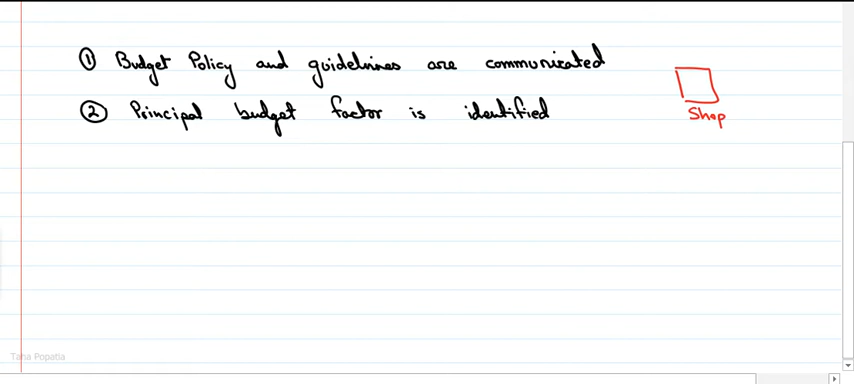 ① Budget Policy and guidelines are communicated
② Principal budget factor is identified
Shop
Taha Popatia